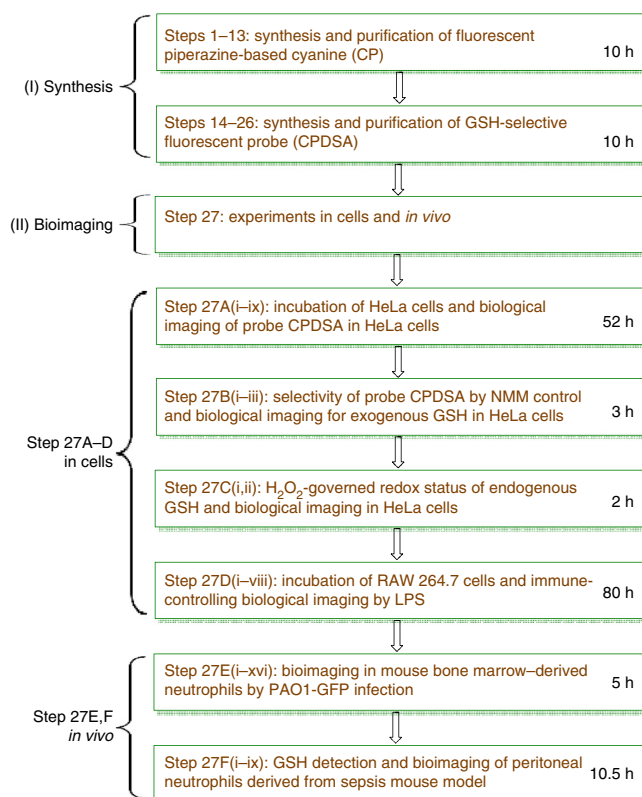 (I) Synthesis
Steps 1–13: synthesis and purification of fluorescent
piperazine-based cyanine (CP)
10 h
Steps 14–26: synthesis and purification of GSH-selective
fluorescent probe (CPDSA)
10 h
(II) Bioimaging
Step 27: experiments in cells and in vivo
Step 27A–D
in cells
Step 27A(i–ix): incubation of HeLa cells and biological
imaging of probe CPDSA in HeLa cells
52 h
Step 27B(i–iii): selectivity of probe CPDSA by NMM control
and biological imaging for exogenous GSH in HeLa cells
3 h
Step 27C(i,ii): H₂O₂-governed redox status of endogenous
GSH and biological imaging in HeLa cells
2 h
Step 27D(i–viii): incubation of RAW 264.7 cells and immune-
controlling biological imaging by LPS
80 h
Step 27E,F
in vivo
Step 27E(i–xvi): bioimaging in mouse bone marrow–derived
neutrophils by PAO1-GFP infection
5 h
Step 27F(i–ix): GSH detection and bioimaging of peritoneal
neutrophils derived from sepsis mouse model
10.5 h